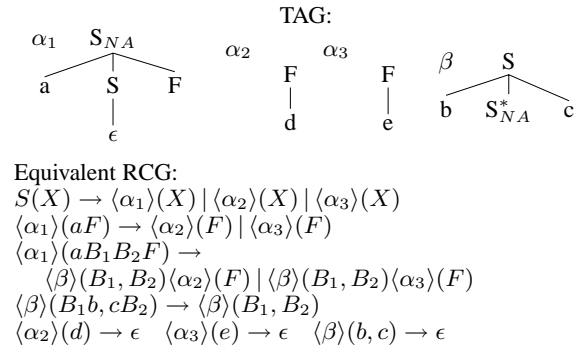 TAG:
α₁ S_NA α₂ α₃ β S
a S F F F b S*_NA c
ϵ d e
Equivalent RCG:
S(X) → ⟨α₁⟩(X) | ⟨α₂⟩(X) | ⟨α₃⟩(X)
⟨α₁⟩(aF) → ⟨α₂⟩(F) | ⟨α₃⟩(F)
⟨α₁⟩(aB₁B₂F) →
⟨β⟩(B₁, B₂)⟨α₂⟩(F) | ⟨β⟩(B₁, B₂)⟨α₃⟩(F)
⟨β⟩(B₁b, cB₂) → ⟨β⟩(B₁, B₂)
⟨α₂⟩(d) → ϵ ⟨α₃⟩(e) → ϵ ⟨β⟩(b, c) → ϵ